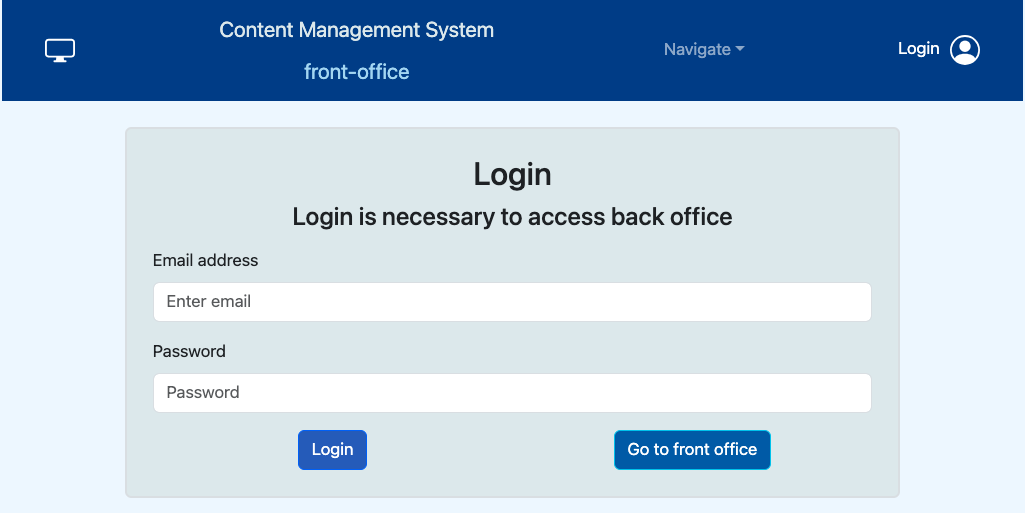 Content Management System
front-office
Navigate
Login
Login
Login is necessary to access back office
Email address
Enter email
Password
Password
Login
Go to front office